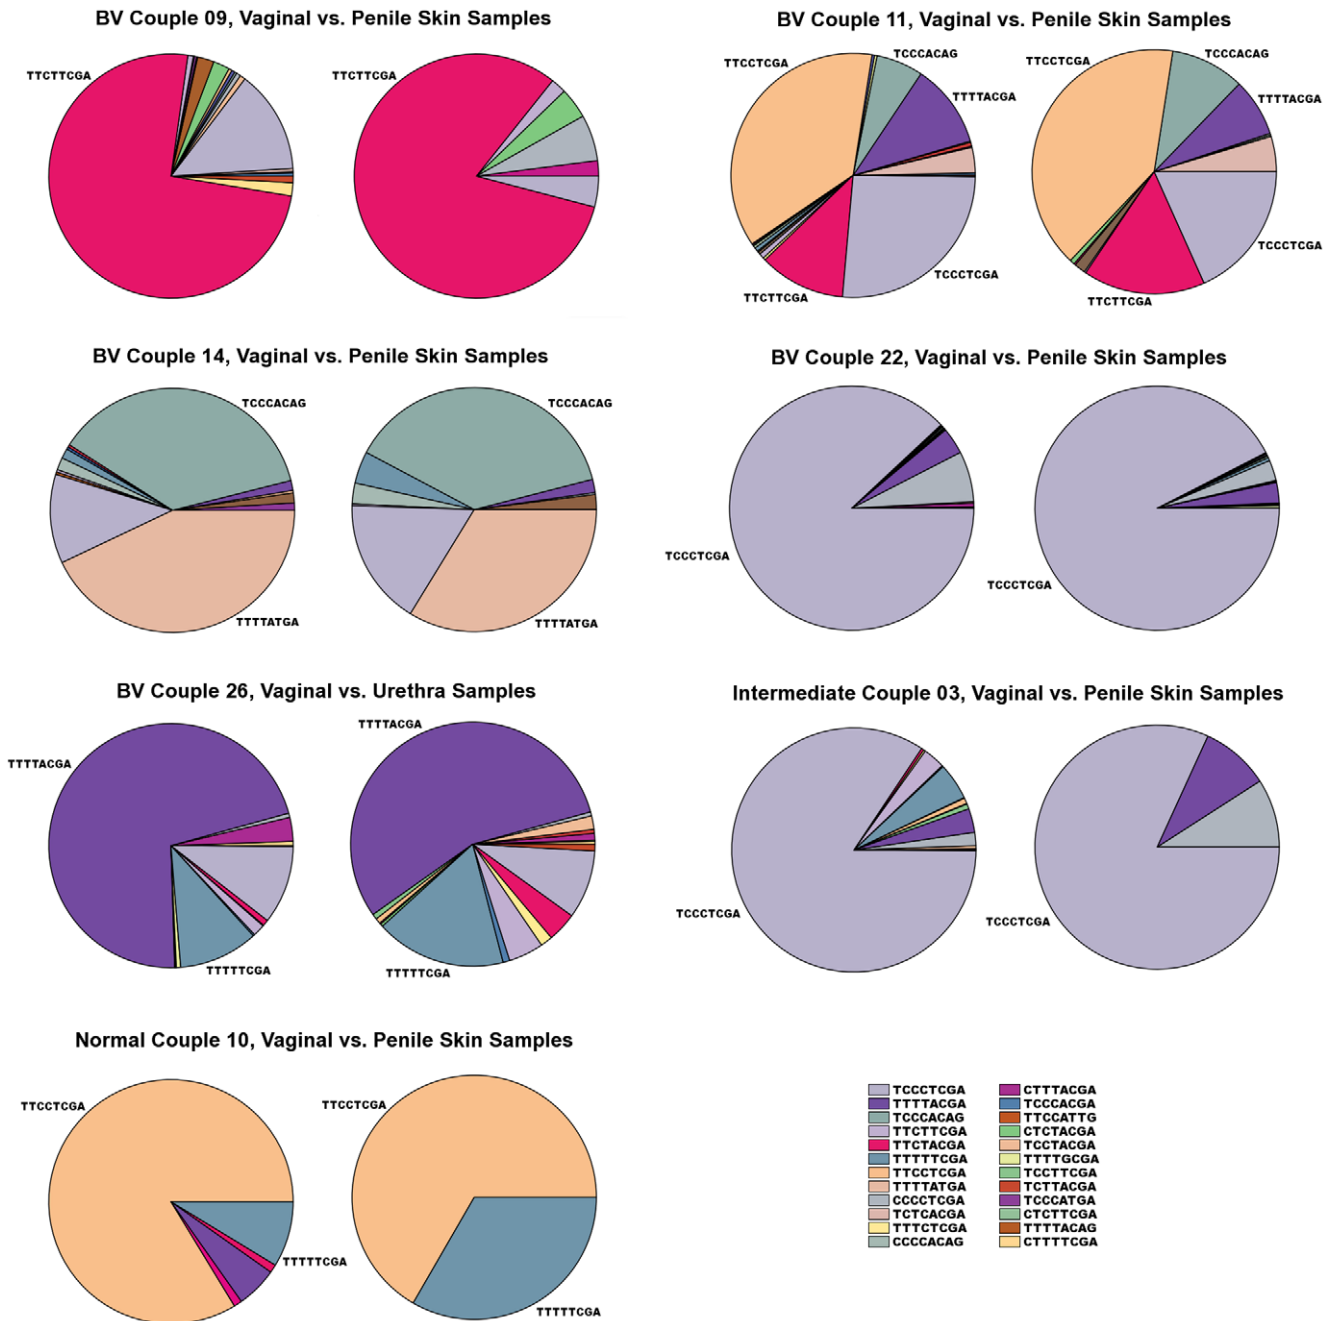 BV Couple 09, Vaginal vs. Penile Skin Samples
TTCTTCGA
TTCTTCGA
BV Couple 11, Vaginal vs. Penile Skin Samples
TTCCTCGA
TCCCACAG
TTTTACGA
TCCCTCGA
TTCTTCGA
TTCCTCGA
TCCCACAG
TTTTACGA
TCCCTCGA
TTCTTCGA
BV Couple 14, Vaginal vs. Penile Skin Samples
TCCCACAG
TTTTATGA
TCCCACAG
TTTTATGA
BV Couple 22, Vaginal vs. Penile Skin Samples
TCCCTCGA
TCCCTCGA
BV Couple 26, Vaginal vs. Urethra Samples
TTTTACGA
TTTTTCGA
TTTTACGA
TTTTTCGA
Intermediate Couple 03, Vaginal vs. Penile Skin Samples
TCCCTCGA
TCCCTCGA
Normal Couple 10, Vaginal vs. Penile Skin Samples
TTCCTCGA
TTTTTCGA
TTCCTCGA
TTTTTCGA
TCCCTCGA
TTTTACGA
TCCCACAG
TTCTTCGA
TTCTACGA
TTTTTCGA
TTCCTCGA
TTTTATGA
CCCCTCGA
TCTCACGA
TTTCTCGA
CCCCACAG
CTTTACGA
TCCCACGA
TTCCATTG
CTCTACGA
TCCTACGA
TTTTGCGA
TCCTTCGA
TCTTACGA
TCCCATGA
CTCTTCGA
TTTTACAG
CTTTTCGA